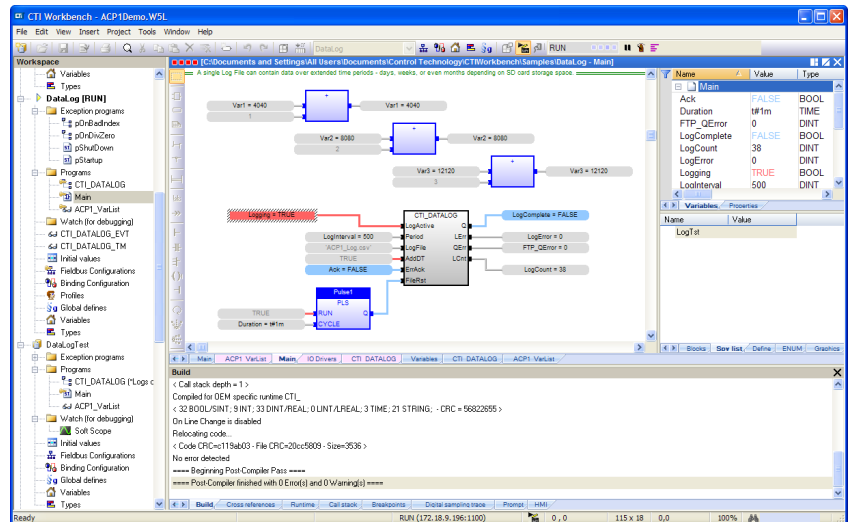 CTI Workbench - ACP1Demo.W5L
File Edit View Insert Project Tools Window Help
DataLog
RUN
Workspace
Variables
Types
DataLog [RUN]
Exception programs
pOnBadIndex
pOnDivZero
pShutDown
pStartup
Programs
CTI_DATALOG
Main
ACP1_VarList
Watch (for debugging)
CTI_DATALOG_EVT
CTI_DATALOG_TM
Initial values
Fieldbus Configurations
Binding Configuration
Profiles
Global defines
Variables
Types
DataLogTest
Exception programs
Programs
CTI_DATALOG (*Logs c
Main
ACP1_VarList
Watch (for debugging)
Soft Scope
Initial values
Fieldbus Configurations
Binding Configuration
Global defines
Variables
Types
[C:\Documents and Settings\All Users\Documents\Control Technology\CTIWorkbench\Samples\DataLog - Main]
A single Log File can contain data over extended time periods - days, weeks, or even months depending on SD card storage space.
Var1 = 4040
1
+
Var1 = 4040
Var2 = 8080
2
+
Var2 = 8080
Var3 = 12120
3
+
Var3 = 12120
Logging = TRUE
LogInterval = 500
'ACP1_Log.csv'
TRUE
Ack = FALSE
CTI_DATALOG
LogActive Q
Period LErr
LogFile QErr
AddDT LCnt
ErrAck
FileRst
LogComplete = FALSE
LogError = 0
FTP_QError = 0
LogCount = 38
TRUE
Duration = t#1m
Pulse1
PLS
RUN Q
CYCLE
Main ACP1 VarList Main IO Drivers CTI DATALOG Variables CTI DATALOG ACP1 VarList
Name Value Type
Main
Ack FALSE BOOL
Duration t#1m TIME
FTP_QError 0 DINT
LogComplete FALSE BOOL
LogCount 38 DINT
LogError 0 DINT
Logging TRUE BOOL
LogInterval 500 DINT
Variables Properties
Name Value
LogTst
Blocks Spy list Define ENUM Graphics
Build
< Call stack depth = 1 >
Compiled for OEM specific runtime CTI_
< 32 BOOL/SINT; 9 INT; 33 DINT/REAL; 0 LINT/LREAL; 3 TIME; 21 STRING; - CRC = 56822655 >
On Line Change is disabled
Relocating code...
< Code CRC=c119ab03 - File CRC=20cc5809 - Size=3536 >
No error detected
==== Beginning Post-Compiler Pass ====
==== Post-Compiler finished with 0 Error(s) and 0 Warning(s) ====
Build Cross references Runtime Call stack Breakpoints Digital sampling trace Prompt HMI
Ready
RUN (172.18.9.196:1100)
0 , 0
115 x 18
0,0
100%